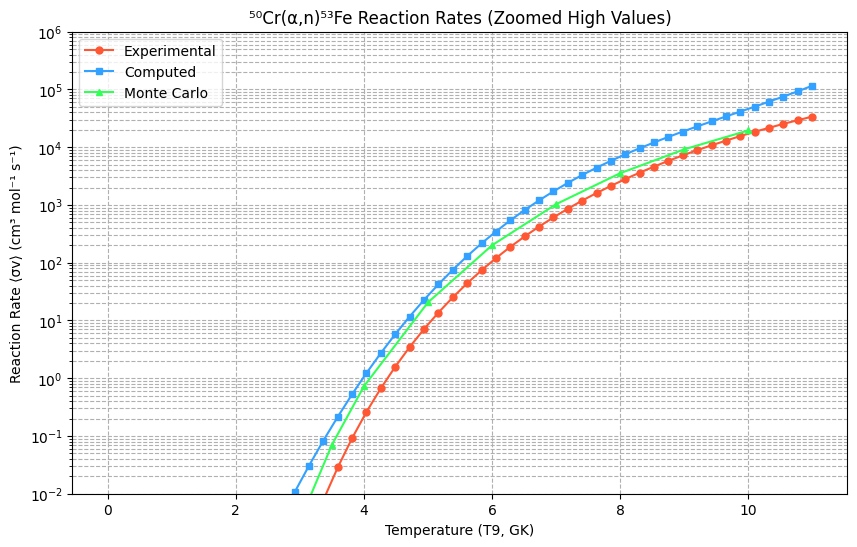 ⁵⁰Cr(α,n)⁵³Fe Reaction Rates (Zoomed High Values)
Experimental
Computed
Monte Carlo
Reaction Rate ⟨σv⟩ (cm³ mol⁻¹ s⁻¹)
10⁶
10⁵
10⁴
10³
10²
10¹
10⁰
10⁻¹
10⁻²
0 2 4 6 8 10
Temperature (T9, GK)